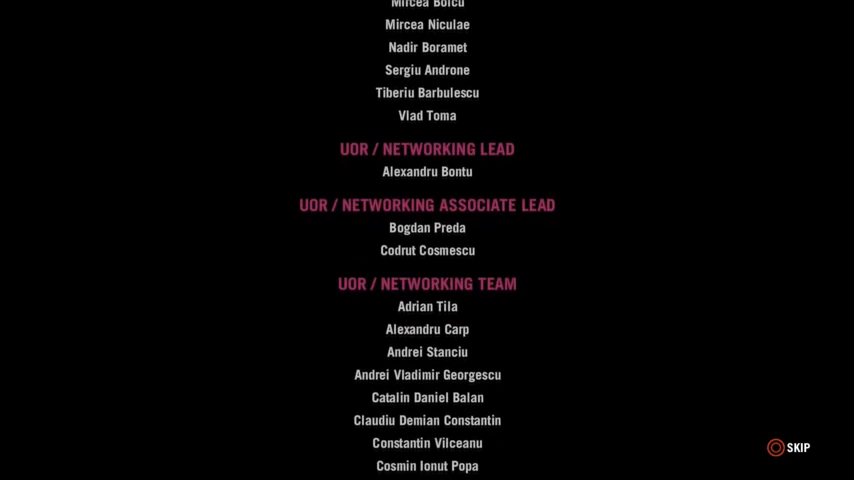 Mircea Boicu
Mircea Niculae
Nadir Boramet
Sergiu Androne
Tiberiu Barbulescu
Vlad Toma
UOR / NETWORKING LEAD
Alexandru Bontu
UOR / NETWORKING ASSOCIATE LEAD
Bogdan Preda
Codrut Cosmescu
UOR / NETWORKING TEAM
Adrian Tila
Alexandru Carp
Andrei Stanciu
Andrei Vladimir Georgescu
Catalin Daniel Balan
Claudiu Demian Constantin
Constantin Vilceanu
SKIP
Cosmin Ionut Popa